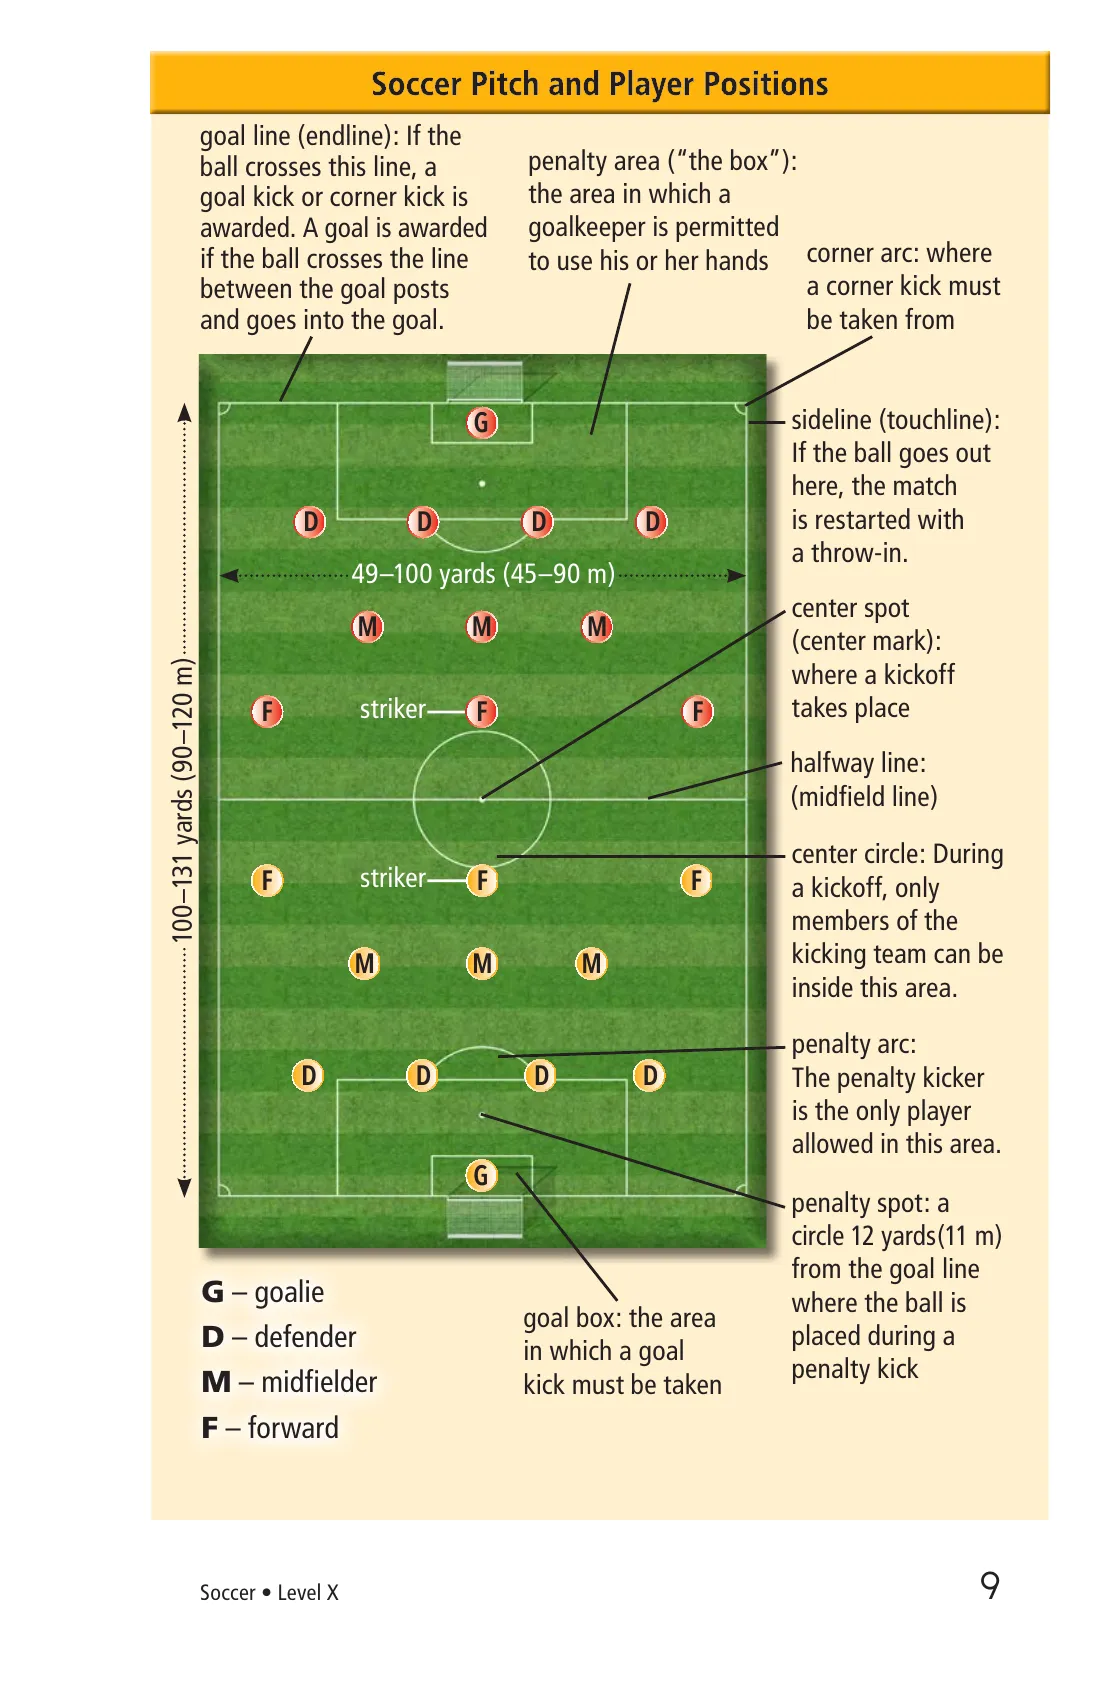 Soccer Pitch and Player Positions
goal line (endline): If the
ball crosses this line, a
goal kick or corner kick is
awarded. A goal is awarded
if the ball crosses the line
between the goal posts
and goes into the goal.
penalty area (“the box”):
the area in which a
goalkeeper is permitted
to use his or her hands
corner arc: where
a corner kick must
be taken from
G
D D D D
49–100 yards (45–90 m)
M M M
striker
F F F
100–131 yards (90–120 m)
striker
F F F
M M M
D D D D
G
sideline (touchline):
If the ball goes out
here, the match
is restarted with
a throw-in.
center spot
(center mark):
where a kickoff
takes place
halfway line:
(midfield line)
center circle: During
a kickoff, only
members of the
kicking team can be
inside this area.
penalty arc:
The penalty kicker
is the only player
allowed in this area.
penalty spot: a
circle 12 yards(11 m)
from the goal line
where the ball is
placed during a
penalty kick
goal box: the area
in which a goal
kick must be taken
G – goalie
D – defender
M – midfielder
F – forward
Soccer • Level X
9